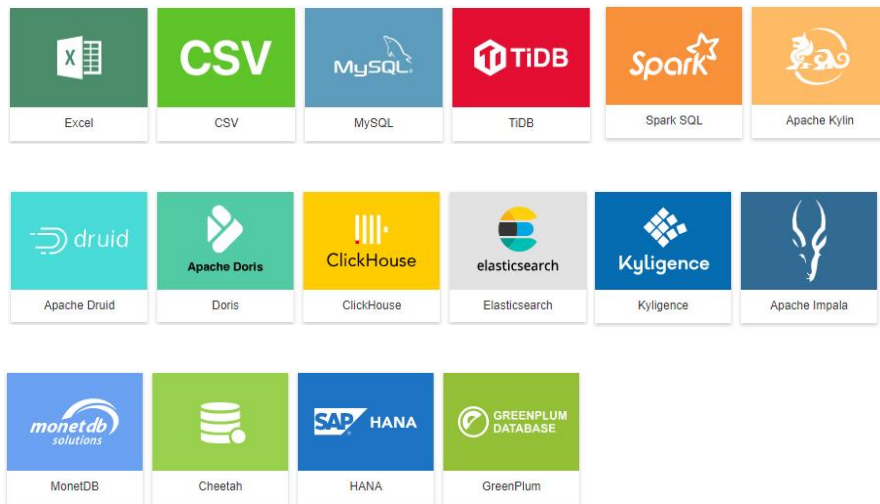 X
CSV
MySQL
TiDB
Spark
Excel
CSV
MySQL
TiDB
Spark SQL
Apache Kylin
druid
Apache Doris
ClickHouse
elasticsearch
Kyligence
Apache Druid
Doris
ClickHouse
Elasticsearch
Kyligence
Apache Impala
monetdb
solutions
SAP HANA
GREENPLUM
DATABASE
MonetDB
Cheetah
HANA
GreenPlum